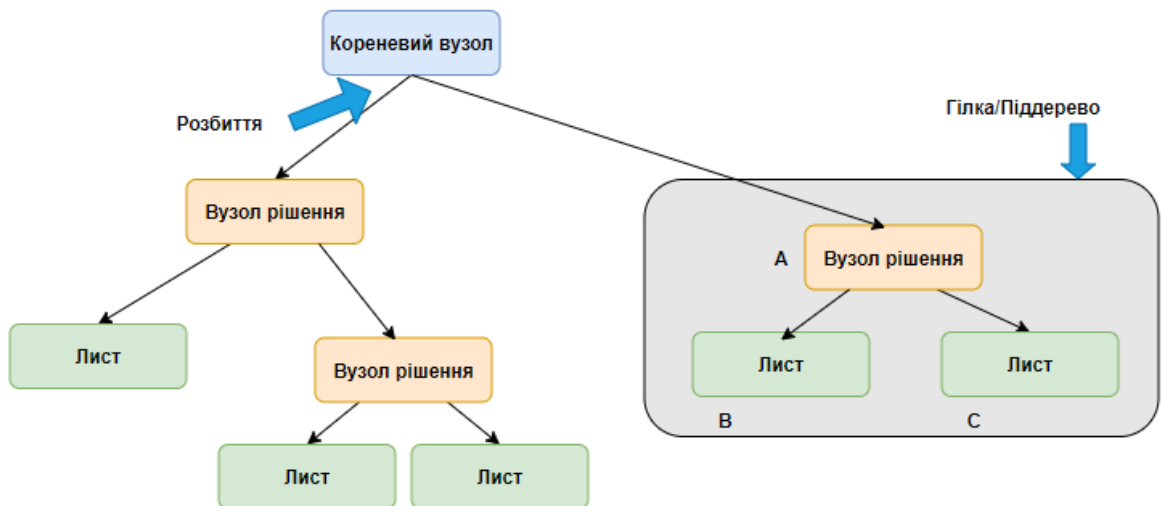 Кореневий вузол
Розбиття
Гілка/Піддерево
Вузол рішення
A
Вузол рішення
Лист
Вузол рішення
Лист
Лист
B
C
Лист
Лист